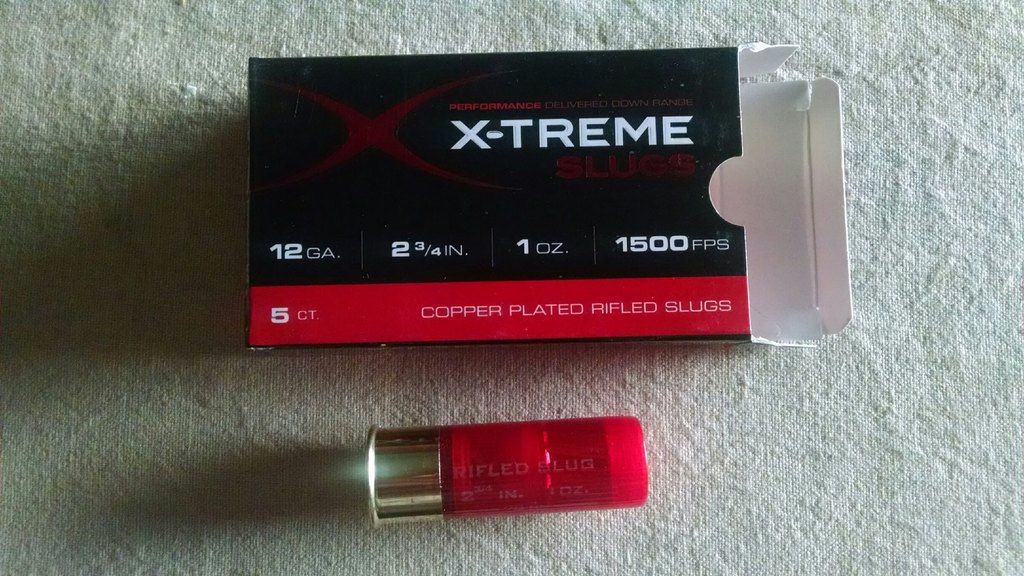 PERFORMANCE DELIVERED DOWN RANGE
X-TREME
SLUGS
12 GA. 2 3/4 IN. 1 OZ. 1500 FPS
5 CT. COPPER PLATED RIFLED SLUGS
RIFLED SLUG
2 3/4 IN. 1 OZ.